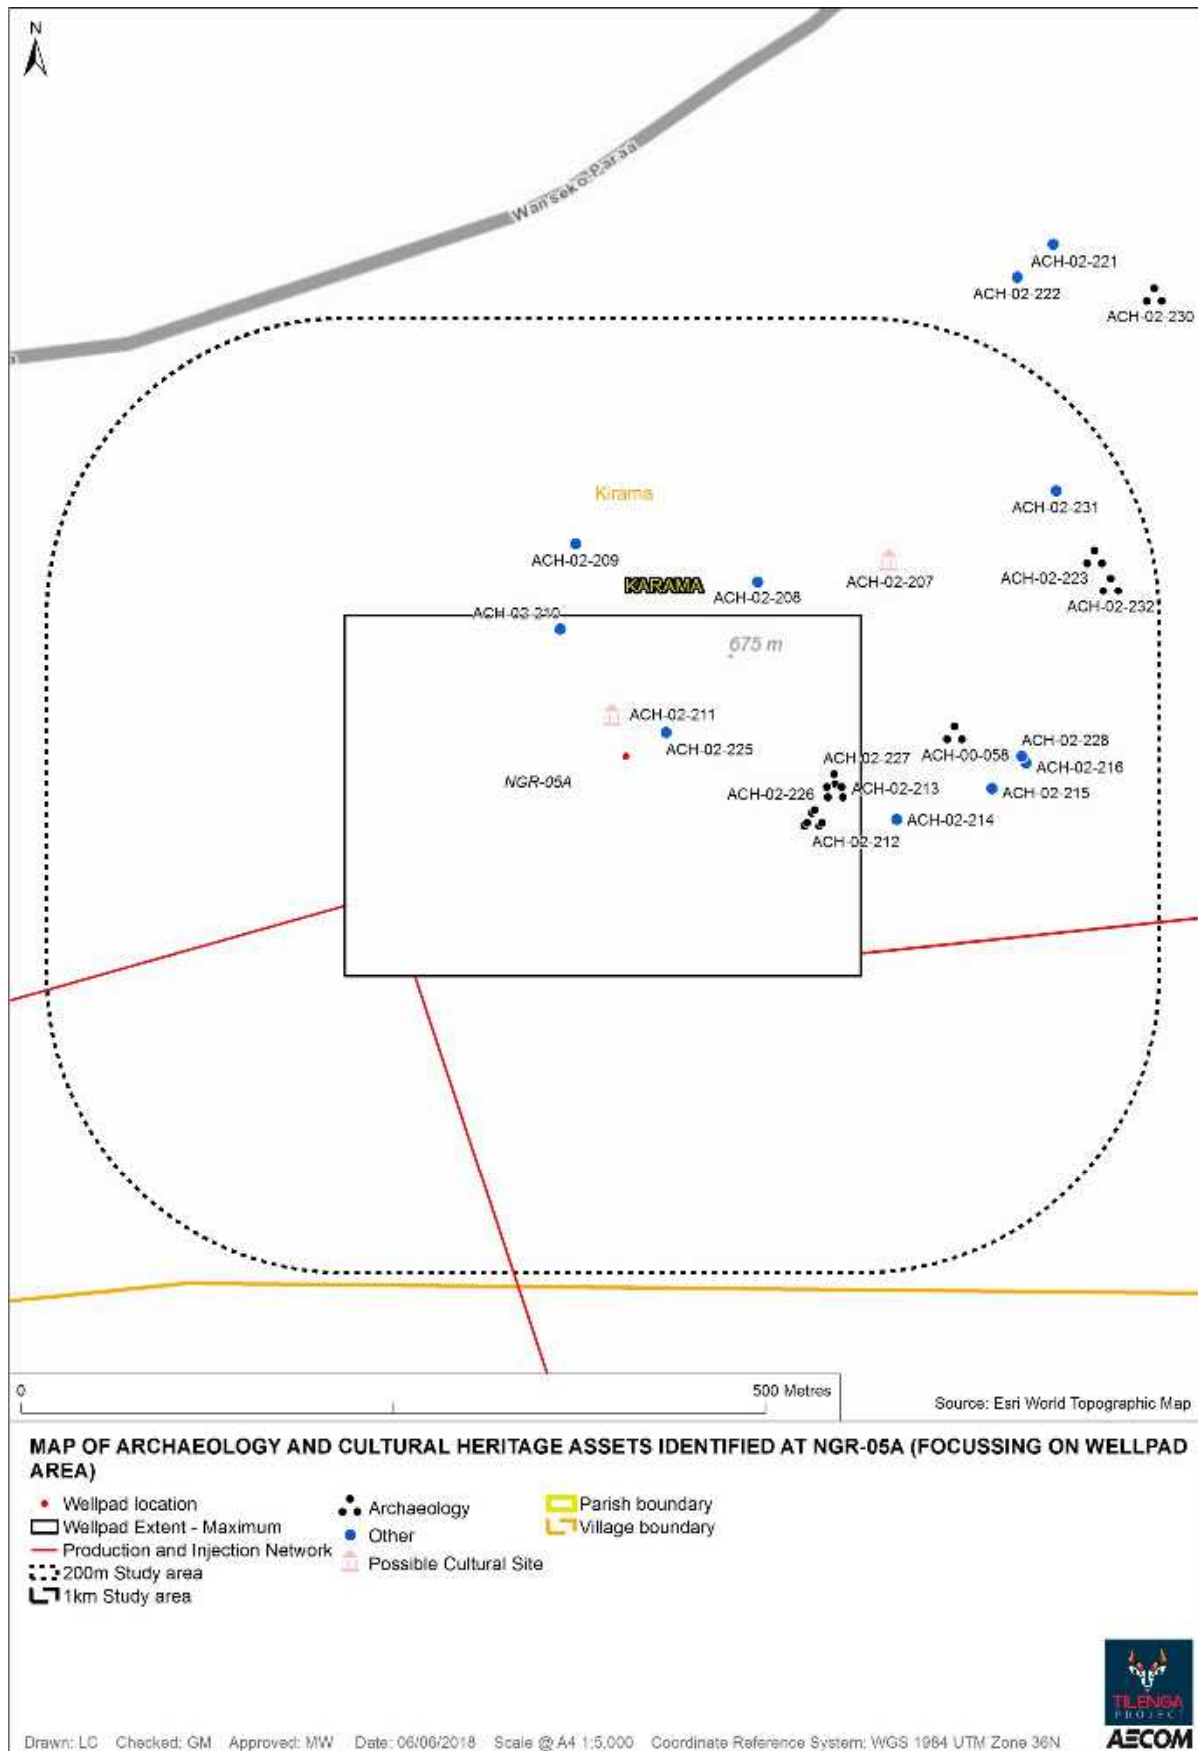 N
Wanseko-Paraa
ACH-02-221
ACH-02-222
ACH-02-230
Kirama
ACH-02-231
ACH-02-209
ACH-02-207
ACH-02-223
KARAMA
ACH-02-208
ACH-02-232
ACH-02-210
675 m
ACH-02-211
ACH-02-225
ACH-02-228
ACH-02-227
ACH-00-058
ACH-02-216
NGR-05A
ACH-02-226
ACH-02-213
ACH-02-215
ACH-02-214
ACH-02-212
0
500 Metres
Source: Esri World Topographic Map
MAP OF ARCHAEOLOGY AND CULTURAL HERITAGE ASSETS IDENTIFIED AT NGR-05A (FOCUSSING ON WELLPAD
AREA)
Wellpad location
Wellpad Extent - Maximum
Production and Injection Network
200m Study area
1km Study area
Archaeology
Other
Possible Cultural Site
Parish boundary
Village boundary
TILENGA
PROJECT
AECOM
Drawn: LC Checked: GM Approved: MW Date: 06/06/2018 Scale @ A4 1:5,000 Coordinate Reference System: WGS 1984 UTM Zone 36N